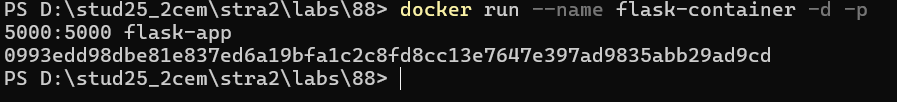 PS D:\stud25_2cem\stra2\labs\88> docker run --name flask-container -d -p
5000:5000 flask-app
0993edd98dbe81e837ed6a19bfa1c2c8fd8cc13e7647e397ad9835abb29ad9cd
PS D:\stud25_2cem\stra2\labs\88>